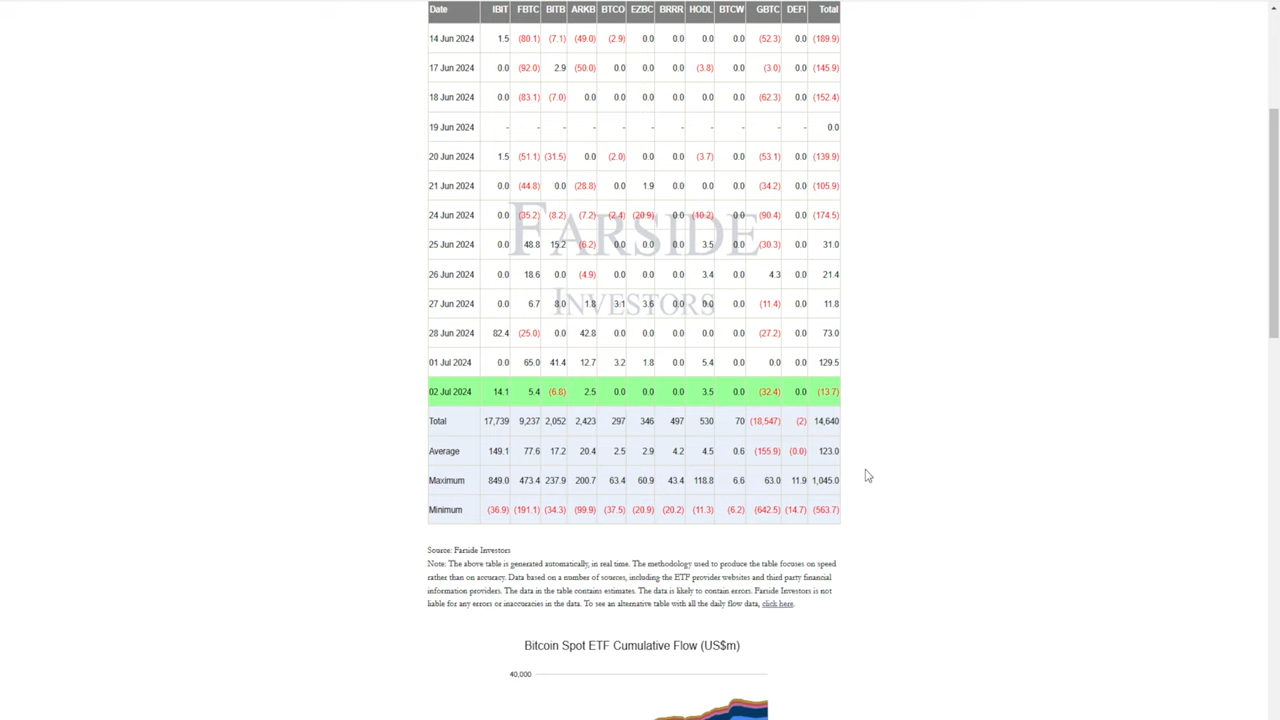 Date IBIT FBTC BITB ARKB BTCO EZBC BRRR HODL BTCW GBTC DEFI Total
14 Jun 2024 1.5 (80.1) (7.1) (49.0) (2.9) 0.0 0.0 0.0 0.0 (52.3) 0.0 (189.9)
17 Jun 2024 0.0 (92.0) 2.9 (50.0) 0.0 0.0 0.0 (3.8) 0.0 (3.0) 0.0 (145.9)
18 Jun 2024 0.0 (83.1) (7.0) 0.0 0.0 0.0 0.0 0.0 0.0 (62.3) 0.0 (152.4)
19 Jun 2024 - - - - - - - - - - - 0.0
20 Jun 2024 1.5 (51.1) (31.5) 0.0 (2.0) 0.0 0.0 (3.7) 0.0 (53.1) 0.0 (139.9)
21 Jun 2024 0.0 (44.8) 0.0 (28.8) 0.0 1.9 0.0 0.0 0.0 (34.2) 0.0 (105.9)
24 Jun 2024 0.0 (35.2) (8.2) (7.2) (2.4) (20.9) 0.0 (10.2) 0.0 (90.4) 0.0 (174.5)
FARSIDE
25 Jun 2024 0.0 48.8 15.2 (6.2) 0.0 0.0 0.0 3.5 0.0 (30.3) 0.0 31.0
26 Jun 2024 0.0 18.6 0.0 (4.9) 0.0 0.0 0.0 3.4 0.0 4.3 0.0 21.4
27 Jun 2024 0.0 6.7 8.0 1.8 3.1 3.6 0.0 0.0 0.0 (11.4) 0.0 11.8
INVESTORS
28 Jun 2024 82.4 (25.0) 0.0 42.8 0.0 0.0 0.0 0.0 0.0 (27.2) 0.0 73.0
01 Jul 2024 0.0 65.0 41.4 12.7 3.2 1.8 0.0 5.4 0.0 0.0 0.0 129.5
02 Jul 2024 14.1 5.4 (6.8) 2.5 0.0 0.0 0.0 3.5 0.0 (32.4) 0.0 (13.7)
Total 17,739 9,237 2,052 2,423 297 346 497 530 70 (18,547) (2) 14,640
Average 149.1 77.6 17.2 20.4 2.5 2.9 4.2 4.5 0.6 (155.9) (0.0) 123.0
Maximum 849.0 473.4 237.9 200.7 63.4 60.9 43.4 118.8 6.6 63.0 11.9 1,045.0
Minimum (36.9) (191.1) (34.3) (99.9) (37.5) (20.9) (20.2) (11.3) (6.2) (642.5) (14.7) (563.7)
Source: Farside Investors
Note: The above table is generated automatically, in real time. The methodology used to produce the table focuses on speed
rather than on accuracy. Data based on a number of sources, including the ETF provider websites and third party financial
information providers. The data in the table contains estimates. The data is likely to contain errors. Farside Investors is not
liable for any errors or inaccuracies in the data. To see an alternative table with all the daily flow data, click here.
Bitcoin Spot ETF Cumulative Flow (US$m)
40,000